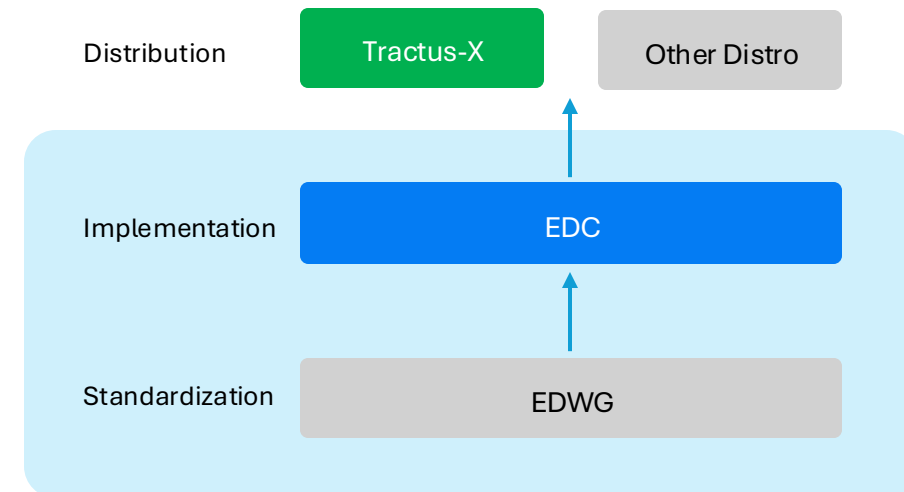 Distribution
Tractus-X
Other Distro
Implementation
EDC
Standardization
EDWG